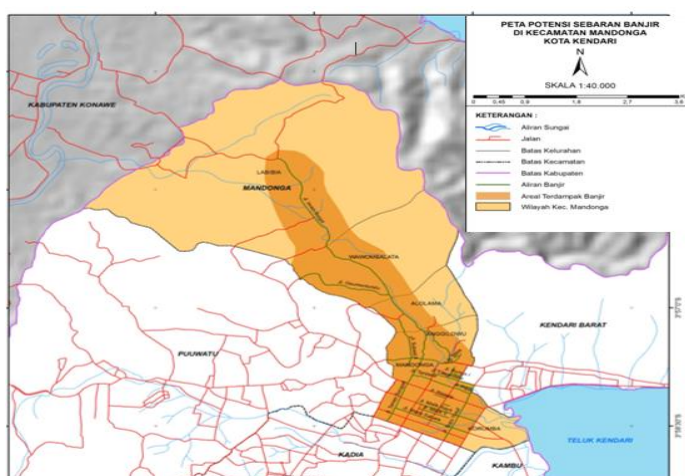 PETA POTENSI SEBARAN BANJIR
DI KECAMATAN MANDONGA
KOTA KENDARI
N
SKALA 1:40.000
0 0,45 0,9 1,8 2,7 3,6
KETERANGAN :
Aliran Sungai
Jalan
Batas Kelurahan
Batas Kecamatan
Batas Kabupaten
Aliran Banjir
Areal Terdampak Banjir
Wilayah Kec. Mandonga
KABUPATEN KONAWE
LABIBIA
MANDONGA
WAWOMBALATA
ALOLAMA
ANGGILOWU
KENDARI BARAT
PUUWATU
MANDONGA
KORUMBA
TELUK KENDARI
KADIA
KAMBU